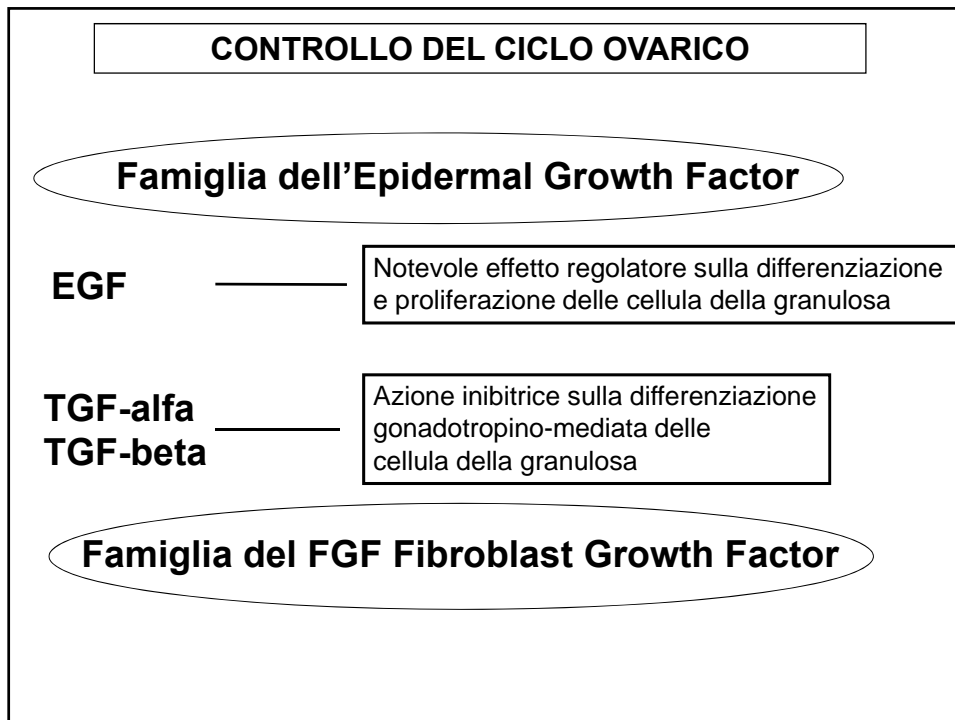 CONTROLLO DEL CICLO OVARICO
Famiglia dell’Epidermal Growth Factor
EGF
Notevole effetto regolatore sulla differenziazione
e proliferazione delle cellula della granulosa
TGF-alfa
TGF-beta
Azione inibitrice sulla differenziazione
gonadotropino-mediata delle
cellula della granulosa
Famiglia del FGF Fibroblast Growth Factor